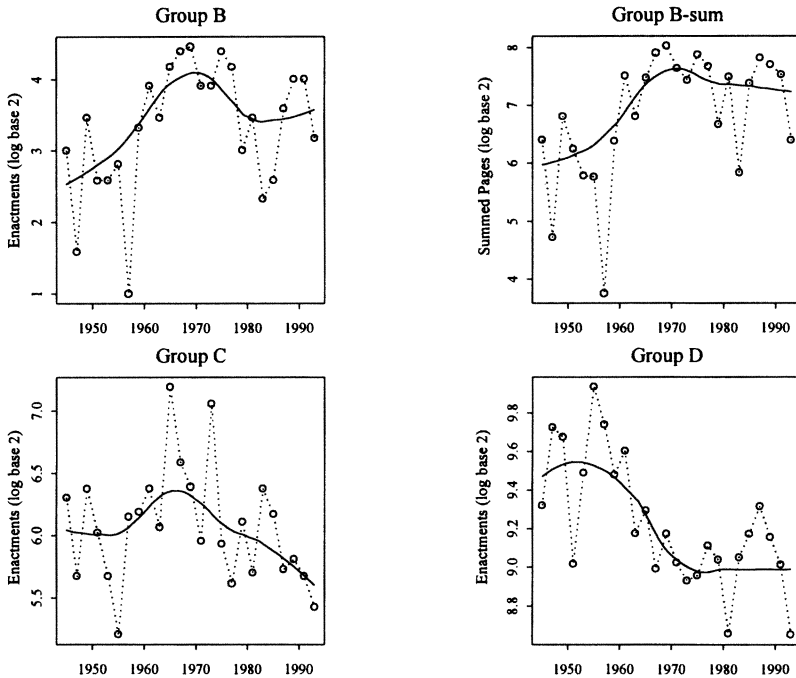 Group B
Enactments (log base 2)
4
3
2
1
1950 1960 1970 1980 1990
Group B-sum
Summed Pages (log base 2)
8
7
6
5
4
1950 1960 1970 1980 1990
Group C
Enactments (log base 2)
7.0
6.5
6.0
5.5
1950 1960 1970 1980 1990
Group D
Enactments (log base 2)
9.8
9.6
9.4
9.2
9.0
8.8
1950 1960 1970 1980 1990